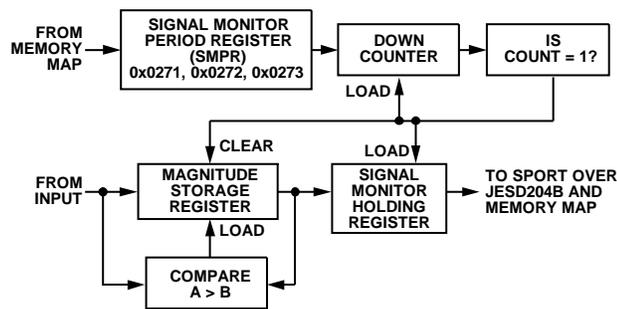 FROM
MEMORY
MAP
SIGNAL MONITOR
PERIOD REGISTER
(SMPR)
0x0271, 0x0272, 0x0273
DOWN
COUNTER
IS
COUNT = 1?
LOAD
CLEAR
LOAD
FROM
INPUT
MAGNITUDE
STORAGE
REGISTER
SIGNAL
MONITOR
HOLDING
REGISTER
TO SPORT OVER
JESD204B AND
MEMORY MAP
LOAD
COMPARE
A > B